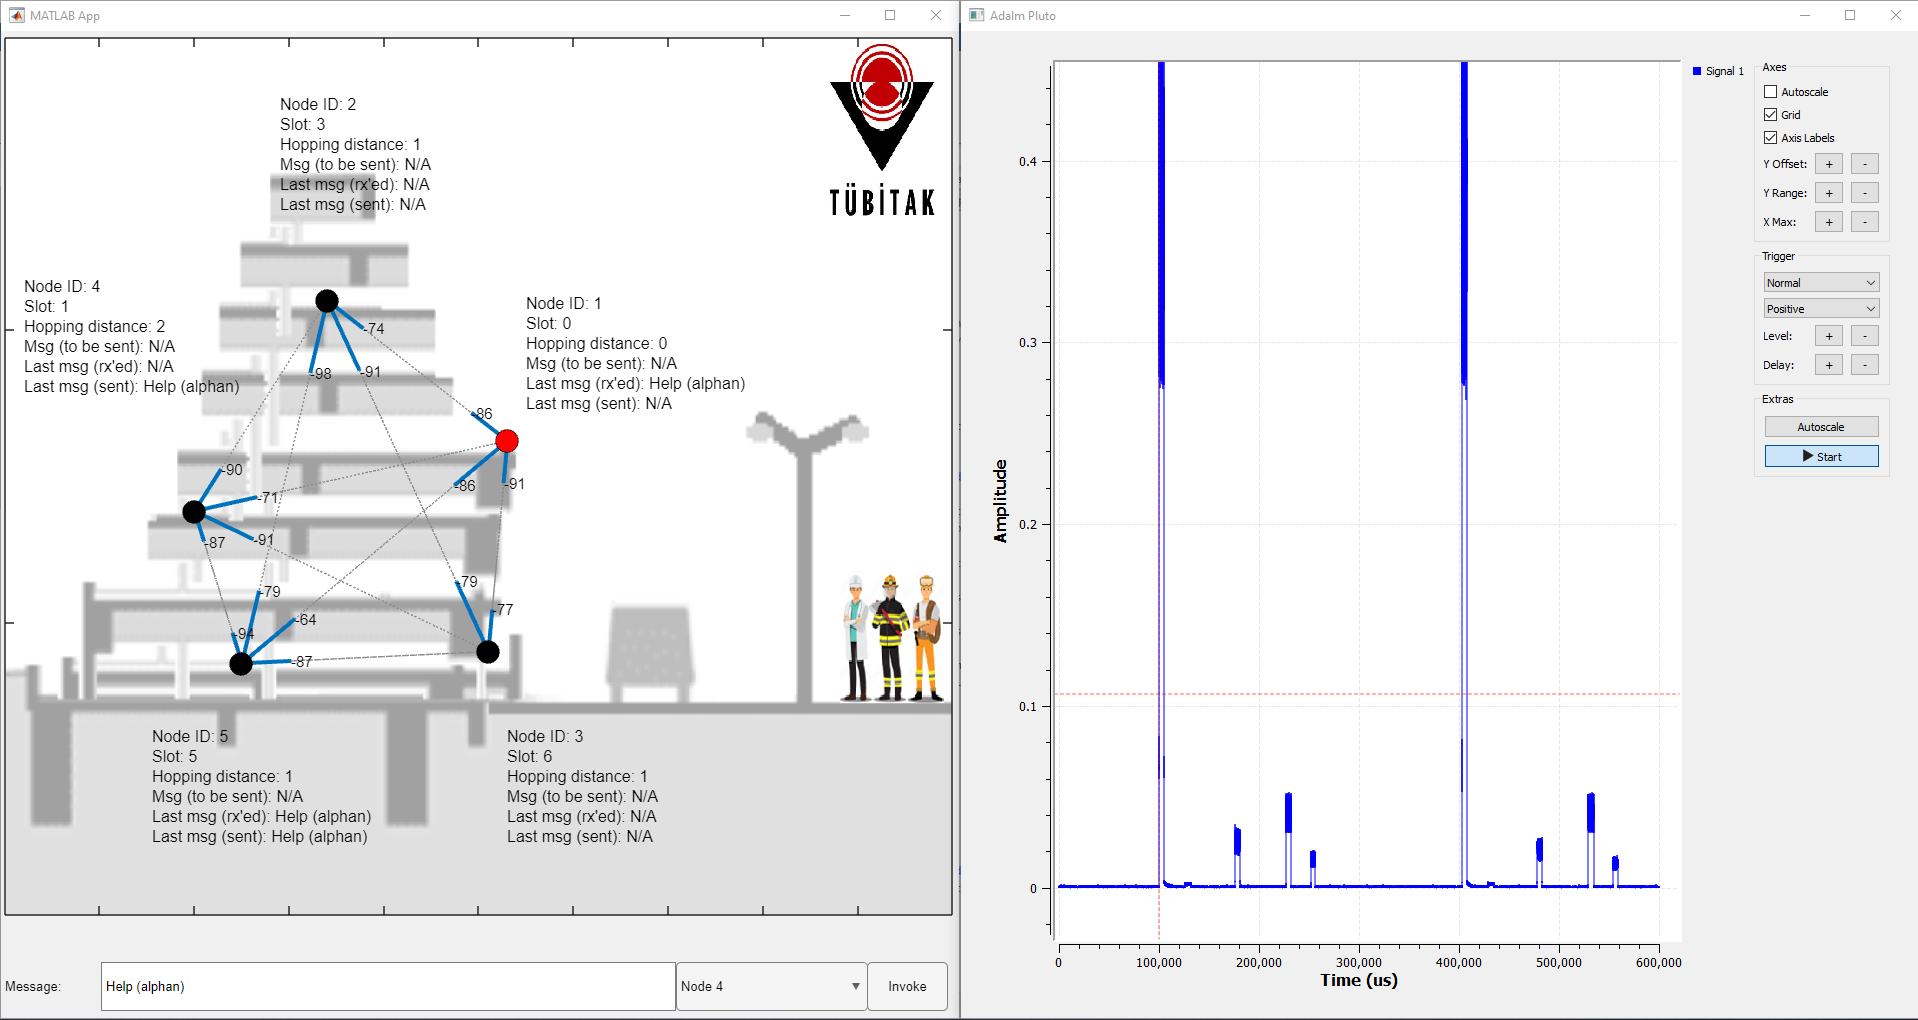 MATLAB App
TÜBİTAK
Node ID: 2
Slot: 3
Hopping distance: 1
Msg (to be sent): N/A
Last msg (rx'ed): N/A
Last msg (sent): N/A
Node ID: 4
Slot: 1
Hopping distance: 2
Msg (to be sent): N/A
Last msg (rx'ed): N/A
Last msg (sent): Help (alphan)
Node ID: 1
Slot: 0
Hopping distance: 0
Msg (to be sent): N/A
Last msg (rx'ed): Help (alphan)
Last msg (sent): N/A
-74
-98
-91
-86
-86
-91
-90
-71
-87
-91
-79
-79
-64
-77
-94
-87
Node ID: 5
Slot: 5
Hopping distance: 1
Msg (to be sent): N/A
Last msg (rx'ed): Help (alphan)
Last msg (sent): Help (alphan)
Node ID: 3
Slot: 6
Hopping distance: 1
Msg (to be sent): N/A
Last msg (rx'ed): N/A
Last msg (sent): N/A
Message:
Help (alphan)
Node 4
Invoke
Adalm Pluto
Amplitude
0.4
0.3
0.2
0.1
0
0 100,000 200,000 300,000 400,000 500,000 600,000
Time (us)
Signal 1
Axes
Autoscale
Grid
Axis Labels
Y Offset: + -
Y Range: + -
X Max: + -
Trigger
Normal
Positive
Level: + -
Delay: + -
Extras
Autoscale
Start